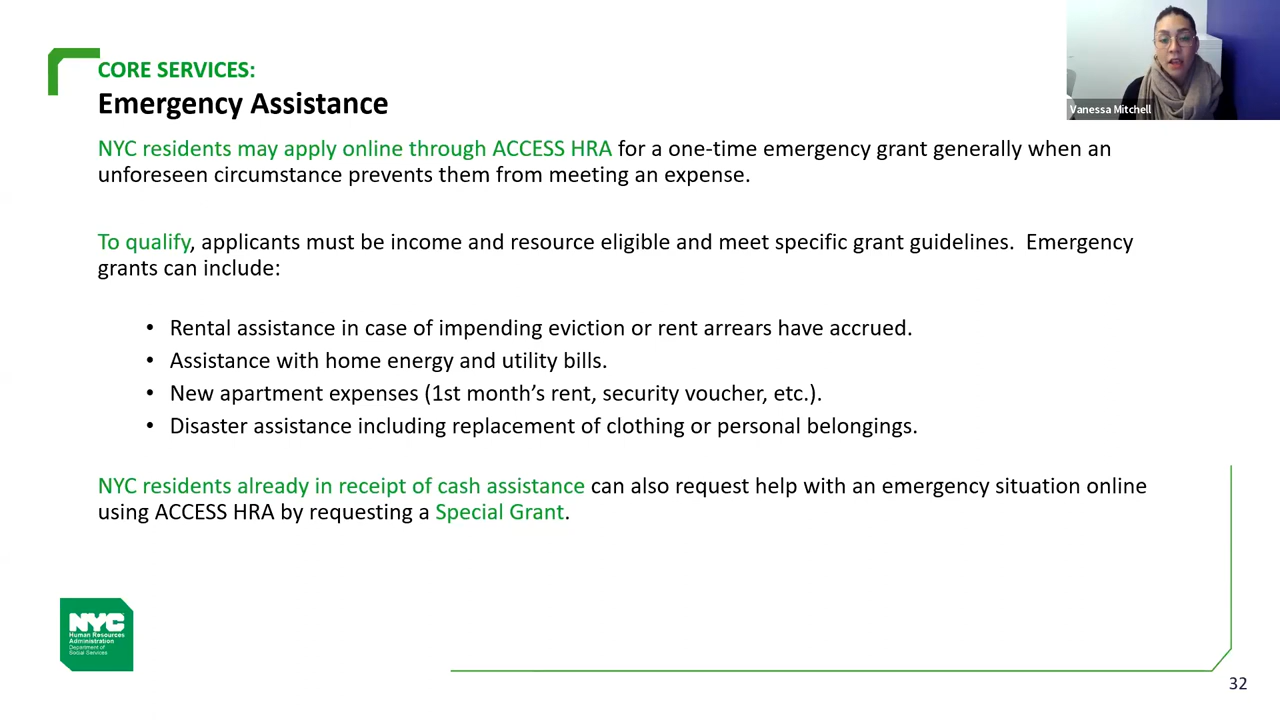 CORE SERVICES:
Emergency Assistance
Vanessa Mitchell
NYC residents may apply online through ACCESS HRA for a one-time emergency grant generally when an
unforeseen circumstance prevents them from meeting an expense.
To qualify, applicants must be income and resource eligible and meet specific grant guidelines.  Emergency
grants can include:
• Rental assistance in case of impending eviction or rent arrears have accrued.
• Assistance with home energy and utility bills.
• New apartment expenses (1st month’s rent, security voucher, etc.).
• Disaster assistance including replacement of clothing or personal belongings.
NYC residents already in receipt of cash assistance can also request help with an emergency situation online
using ACCESS HRA by requesting a Special Grant.
NYC
Human Resources
Administration
Department of
Social Services
32